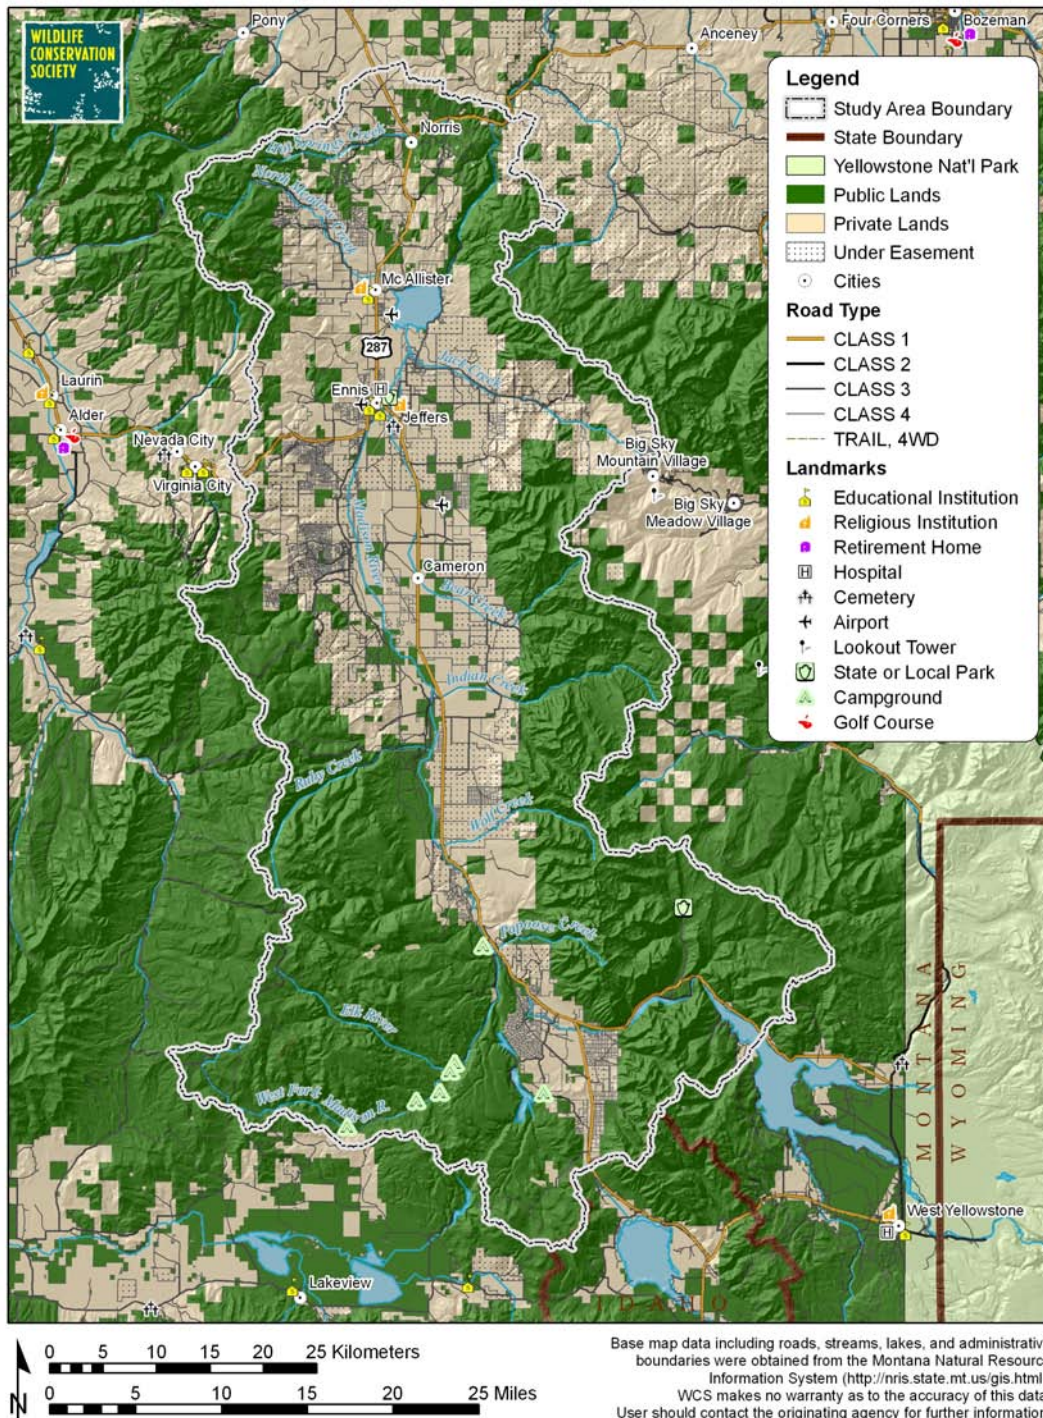 WILDLIFE
CONSERVATION
SOCIETY
Pony
Anceney
Four Corners
Bozeman
Norris
Hill Springs Creek
North Meadow Creek
Mc Allister
287
Jack Creek
Ennis
Jeffers
Laurin
Alder
Nevada City
Virginia City
Big Sky
Mountain Village
Big Sky
Meadow Village
Madison River
Cameron
Bear Creek
Indian Creek
Ruby Creek
Wolf Creek
Papoose Creek
Elk River
West Fork Madison R.
MONTANA
WYOMING
West Yellowstone
Lakeview
IDAHO
Legend
Study Area Boundary
State Boundary
Yellowstone Nat'l Park
Public Lands
Private Lands
Under Easement
Cities
Road Type
CLASS 1
CLASS 2
CLASS 3
CLASS 4
TRAIL, 4WD
Landmarks
Educational Institution
Religious Institution
Retirement Home
H Hospital
Cemetery
Airport
Lookout Tower
State or Local Park
Campground
Golf Course
N
0 5 10 15 20 25 Kilometers
0 5 10 15 20 25 Miles
Base map data including roads, streams, lakes, and administrativ
boundaries were obtained from the Montana Natural Resourc
Information System (http://nris.state.mt.us/gis.html
WCS makes no warranty as to the accuracy of this data
User should contact the originating agency for further information